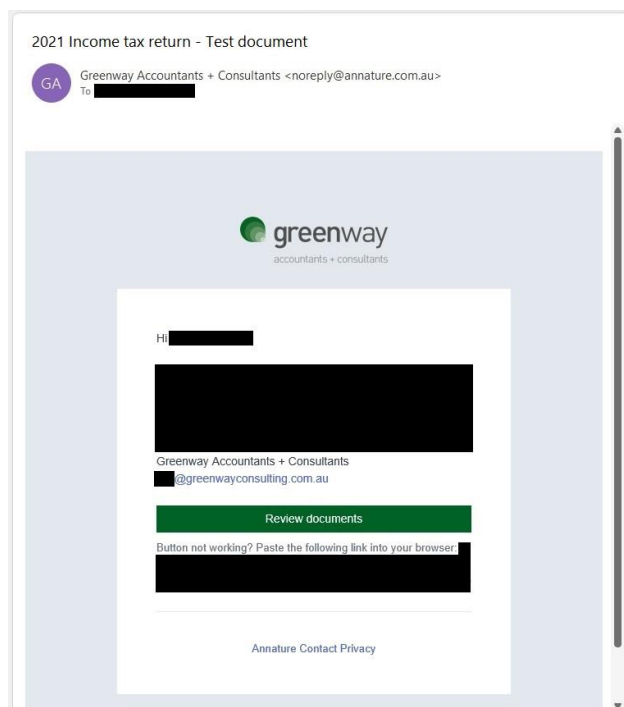 2021 Income tax return - Test document
GA
Greenway Accountants + Consultants <noreply@annature.com.au>
To
greenway
accountants + consultants
Hi
Greenway Accountants + Consultants
@greenwayconsulting.com.au
Review documents
Button not working? Paste the following link into your browser:
Annature Contact Privacy